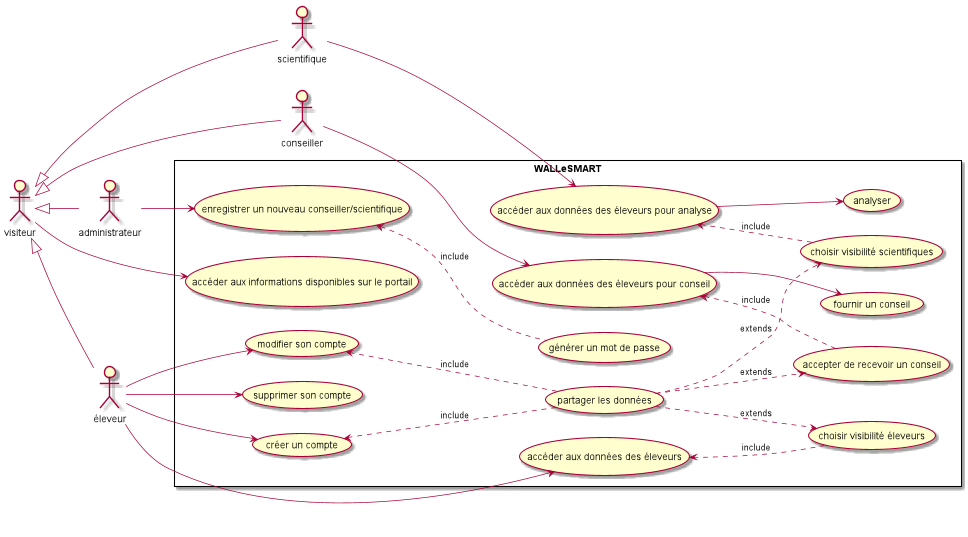 scientifique
conseiller
WALLeSMART
visiteur
administrateur
éleveur
enregistrer un nouveau conseiller/scientifique
accéder aux informations disponibles sur le portail
modifier son compte
supprimer son compte
créer un compte
include
include
include
accéder aux données des éleveurs pour analyse
accéder aux données des éleveurs pour conseil
générer un mot de passe
partager les données
accéder aux données des éleveurs
include
include
extends
extends
extends
include
analyser
choisir visibilité scientifiques
fournir un conseil
accepter de recevoir un conseil
choisir visibilité éleveurs